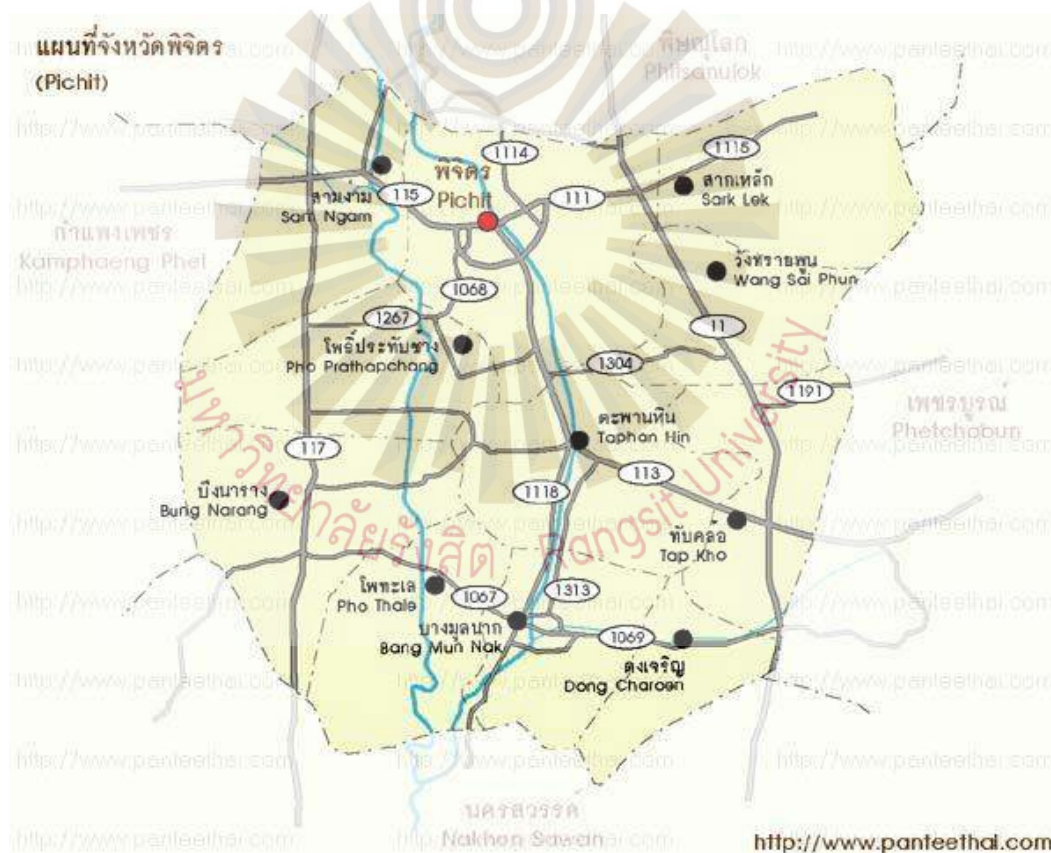 แผนที่จังหวัดพิจิตร
(Pichit)
พิษณุโลก
Phitsanulok
1114
1115
พิจิตร
Pichit
สามง่าม
Sam Ngam
115
111
สากเหล็ก
Sark Lek
กำแพงเพชร
Kamphaeng Phet
วังทรายพูน
Wang Sai Phun
1068
1267
11
โพธิ์ประทับช้าง
Pho Prathapchang
1304
1191
เพชรบูรณ์
Phetchabun
ตะพานหิน
Taphan Hin
117
113
1118
บึงนาราง
Bung Narang
ทับคล้อ
Tap Kho
มหาวิทยาลัยรังสิต Rangsit University
โพทะเล
Pho Thale
1067
1313
บางมูลนาก
Bang Mun Nak
1069
ดงเจริญ
Dong Charoen
นครสวรรค์
Nakhon Sawan
http://www.panteethai.com